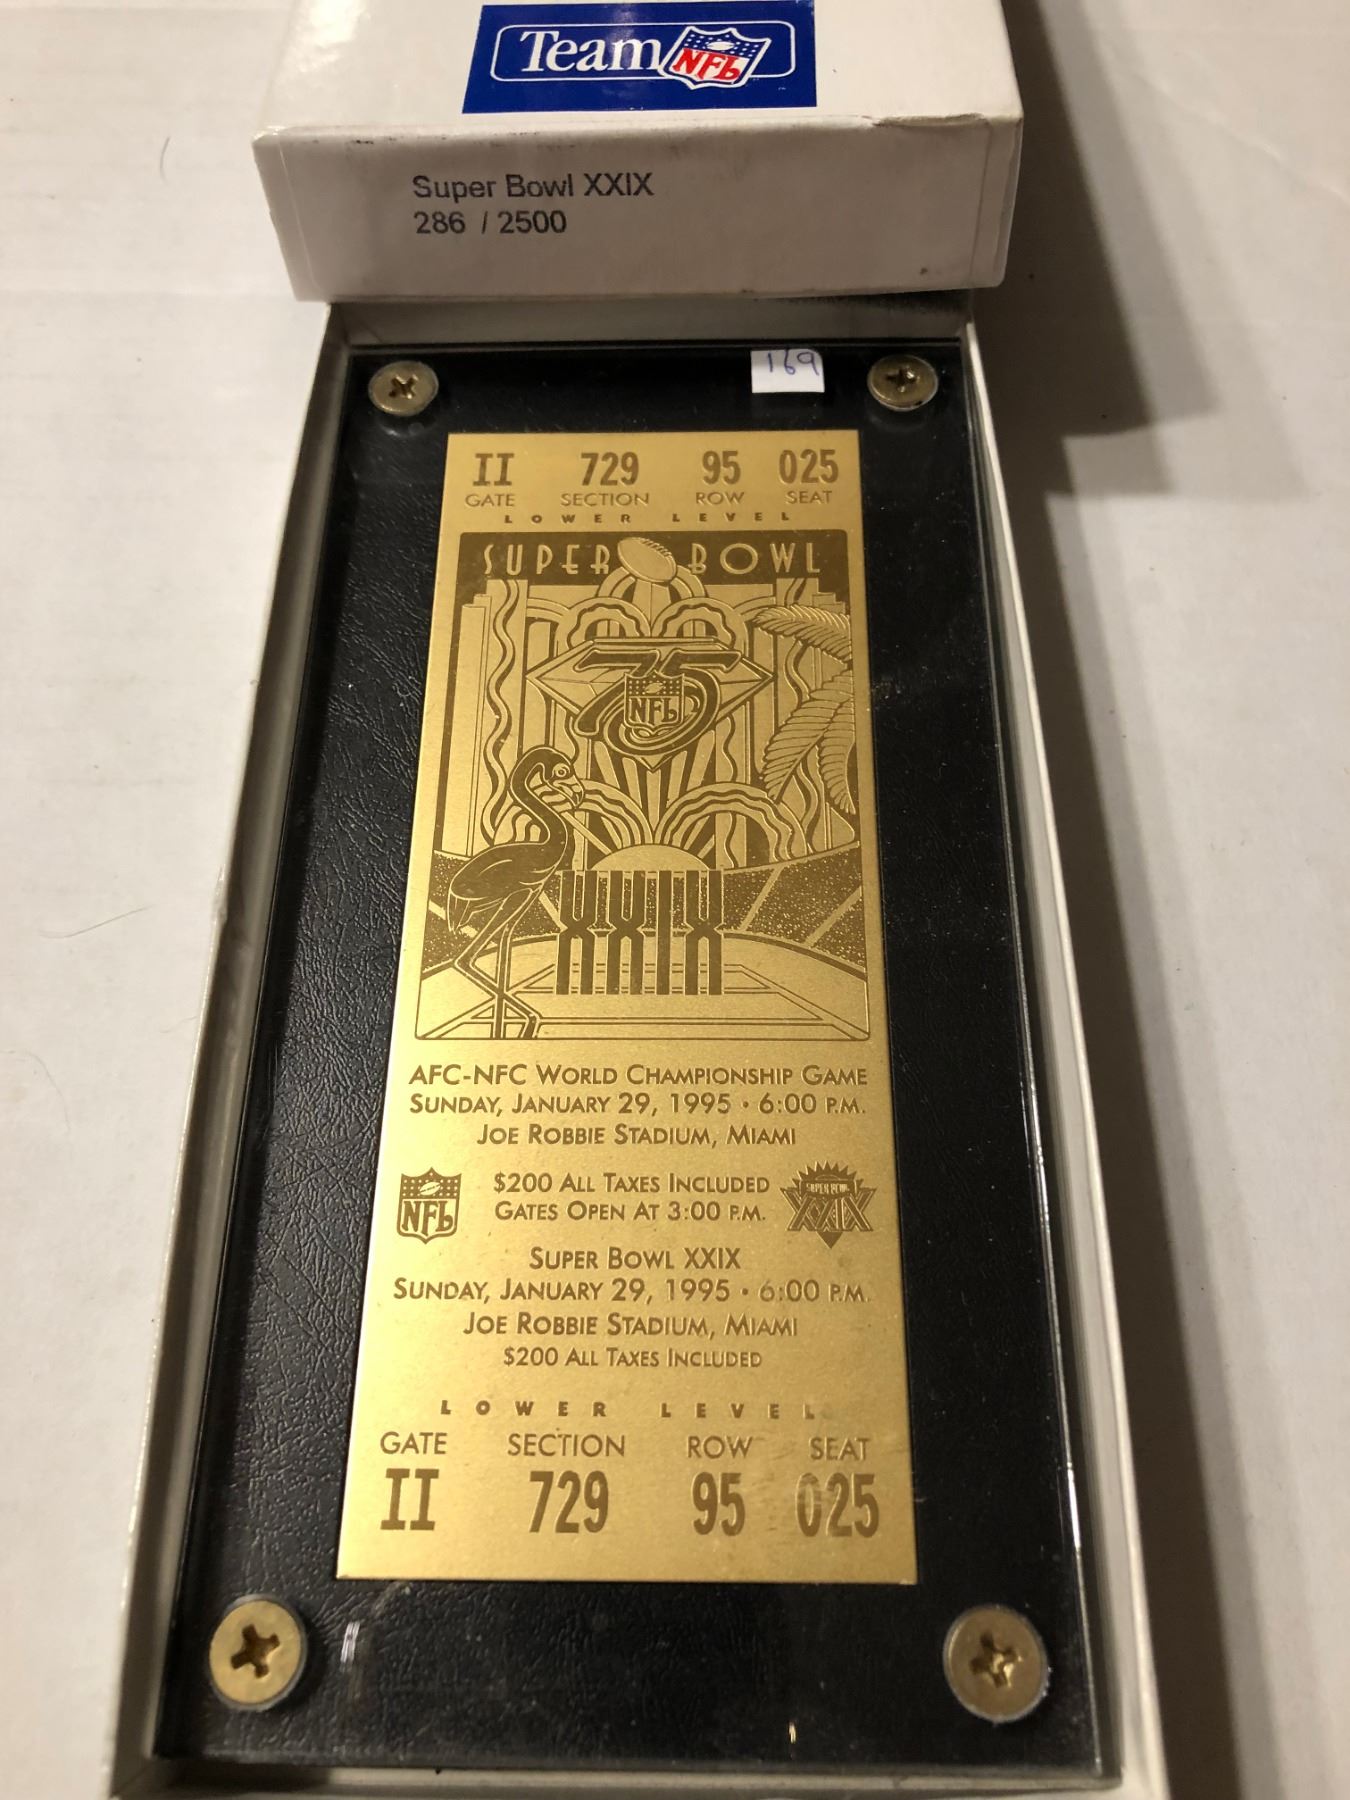 Team NFL
Super Bowl XXIX
286 / 2500
169
II 729 95 025
GATE SECTION ROW SEAT
LOWER LEVEL
SUPER BOWL
75
NFL
XXIX
AFC-NFC WORLD CHAMPIONSHIP GAME
SUNDAY, JANUARY 29, 1995 • 6:00 P.M.
JOE ROBBIE STADIUM, MIAMI
$200 ALL TAXES INCLUDED
GATES OPEN AT 3:00 P.M.
NFL
SUPER BOWL
XXIX
SUPER BOWL XXIX
SUNDAY, JANUARY 29, 1995 • 6:00 P.M.
JOE ROBBIE STADIUM, MIAMI
$200 ALL TAXES INCLUDED
LOWER LEVEL
GATE SECTION ROW SEAT
II 729 95 025